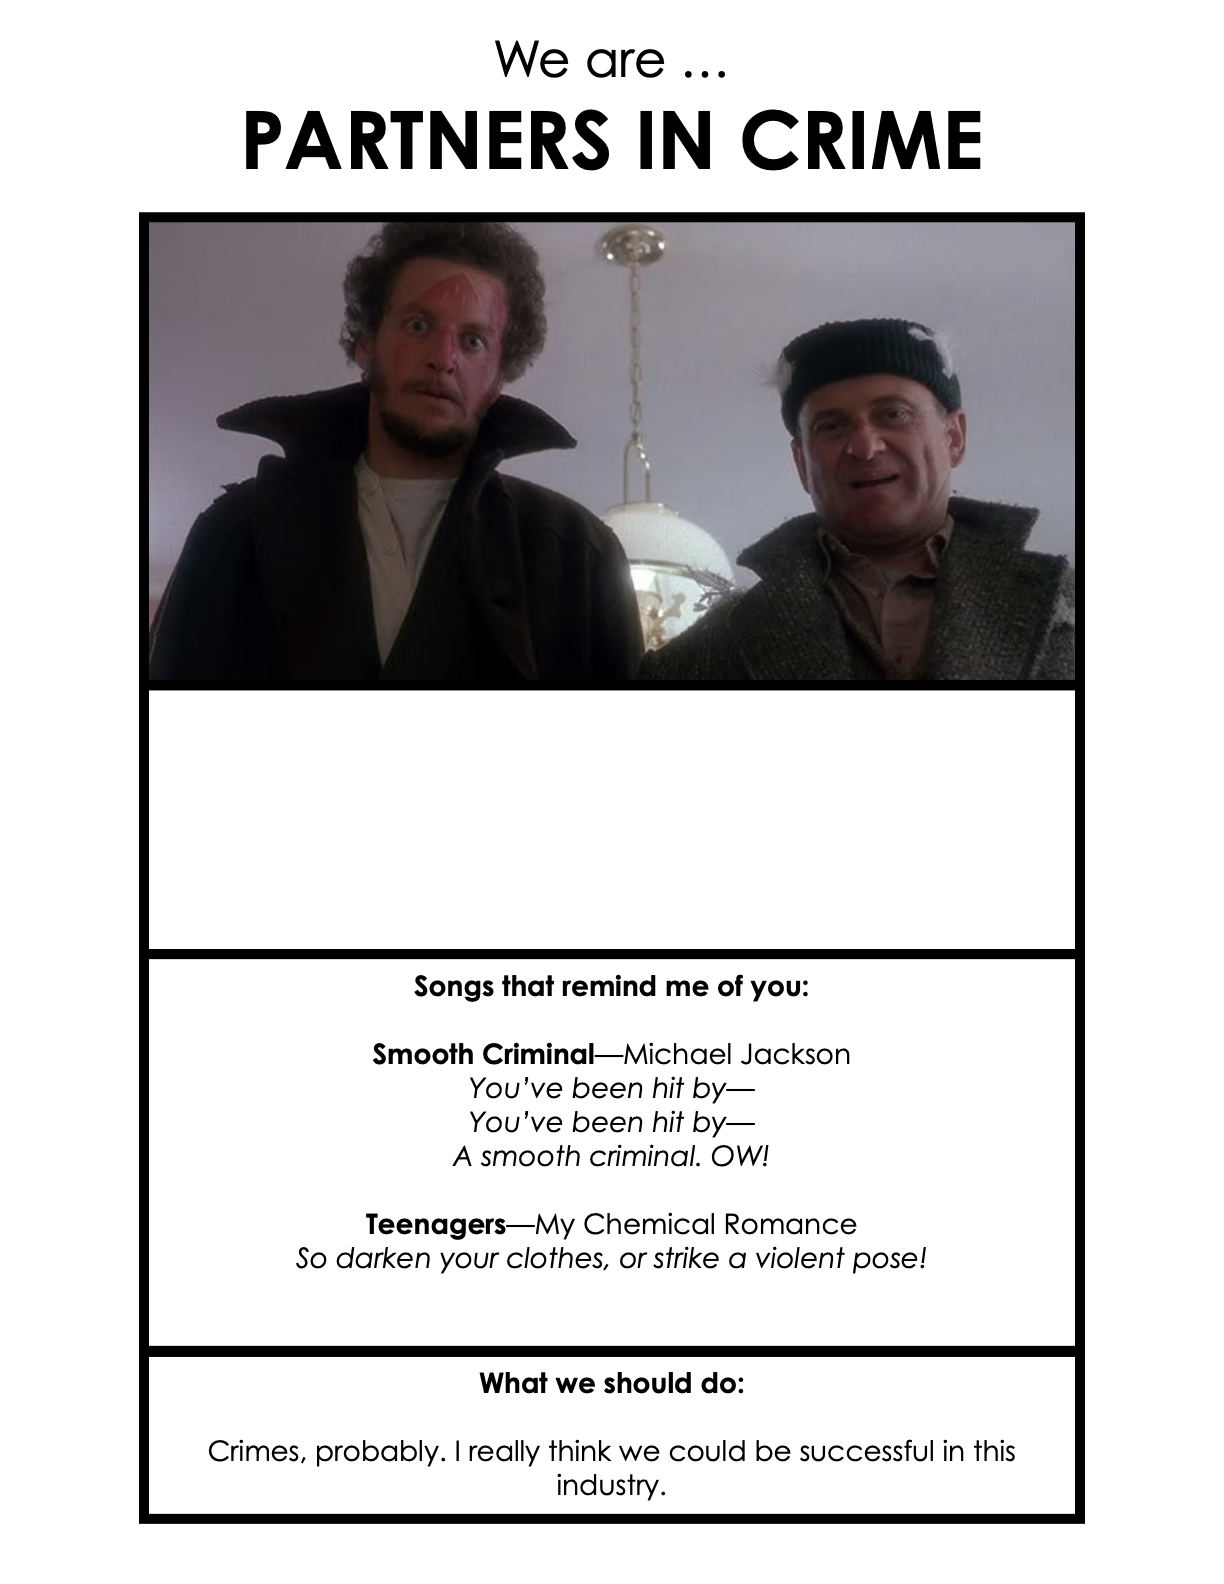 We are …
PARTNERS IN CRIME
Songs that remind me of you:
Smooth Criminal—Michael Jackson
You’ve been hit by—
You’ve been hit by—
A smooth criminal. OW!
Teenagers—My Chemical Romance
So darken your clothes, or strike a violent pose!
What we should do:
Crimes, probably. I really think we could be successful in this
industry.